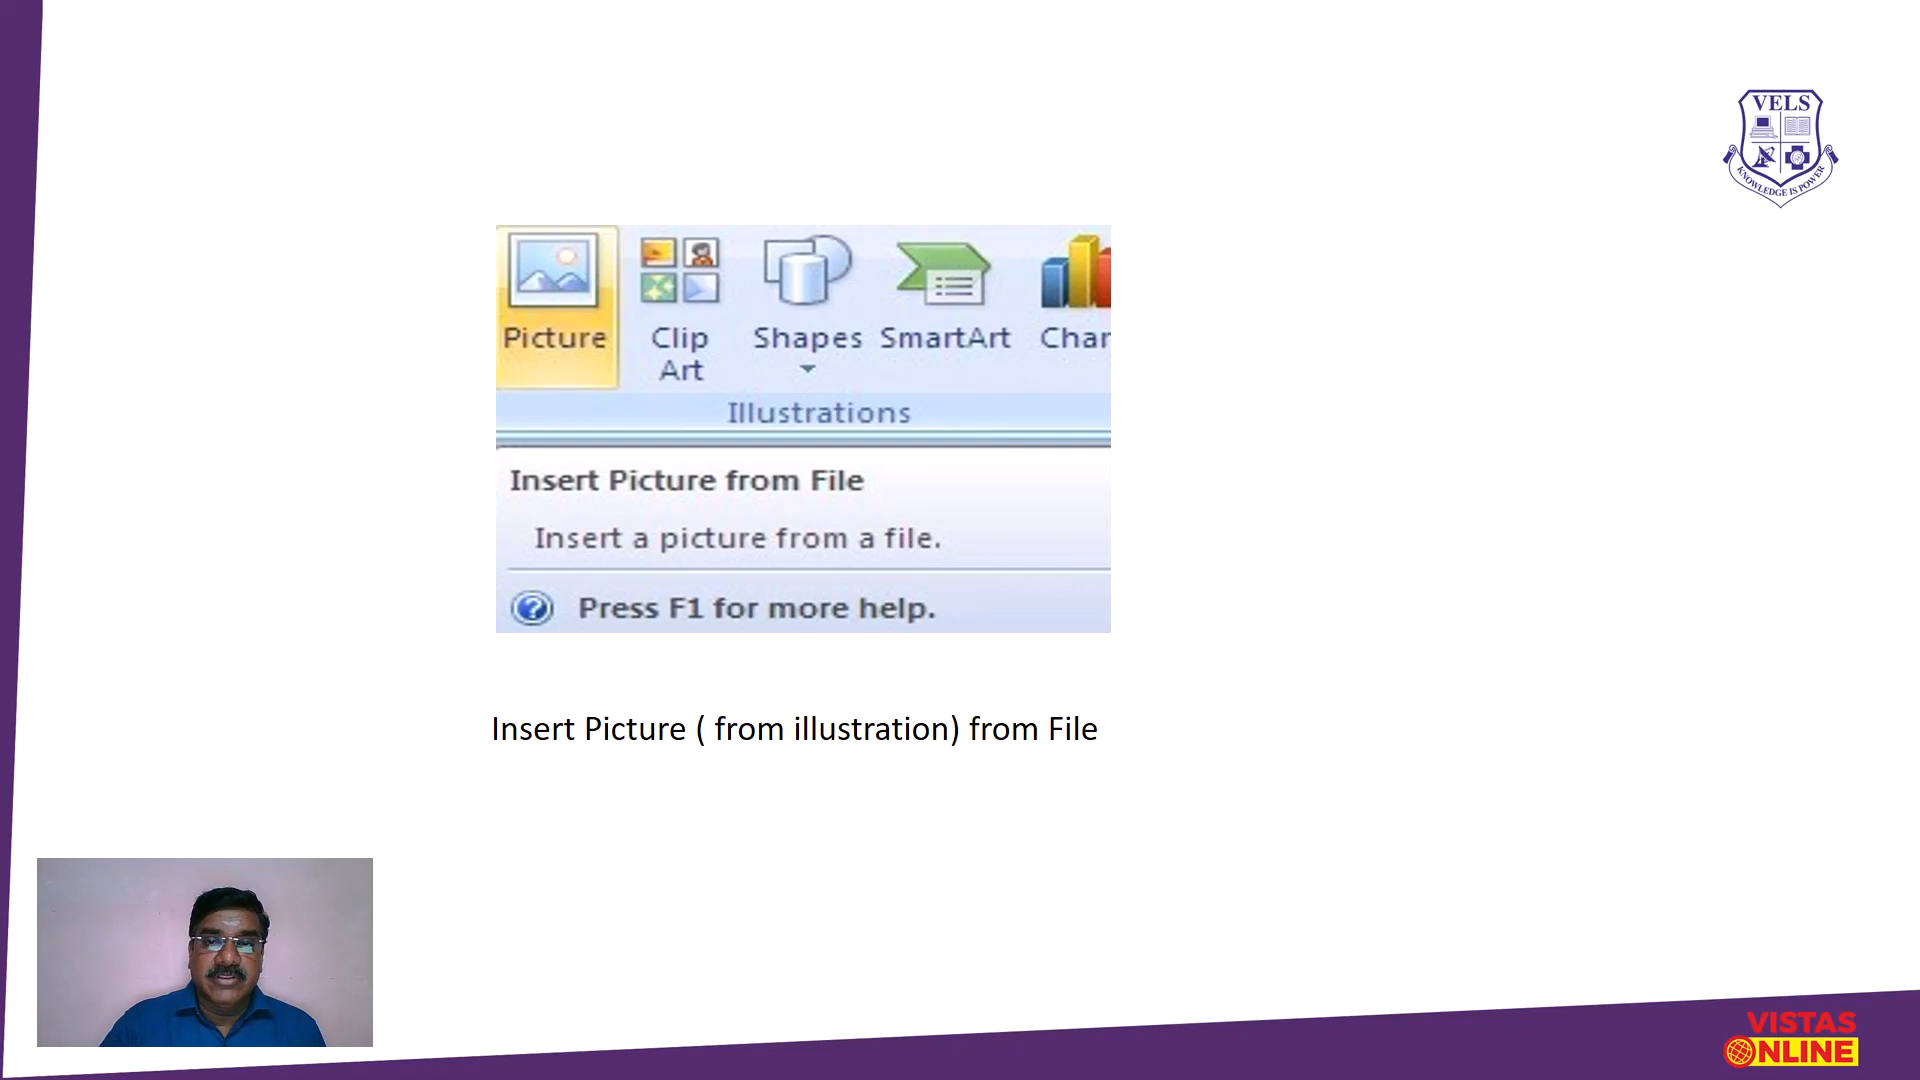 VELS
KNOWLEDGE IS POWER
Picture
Clip
Art
Shapes
SmartArt
Char
Illustrations
Insert Picture from File
Insert a picture from a file.
Press F1 for more help.
Insert Picture ( from illustration) from File
VISTAS
ONLINE